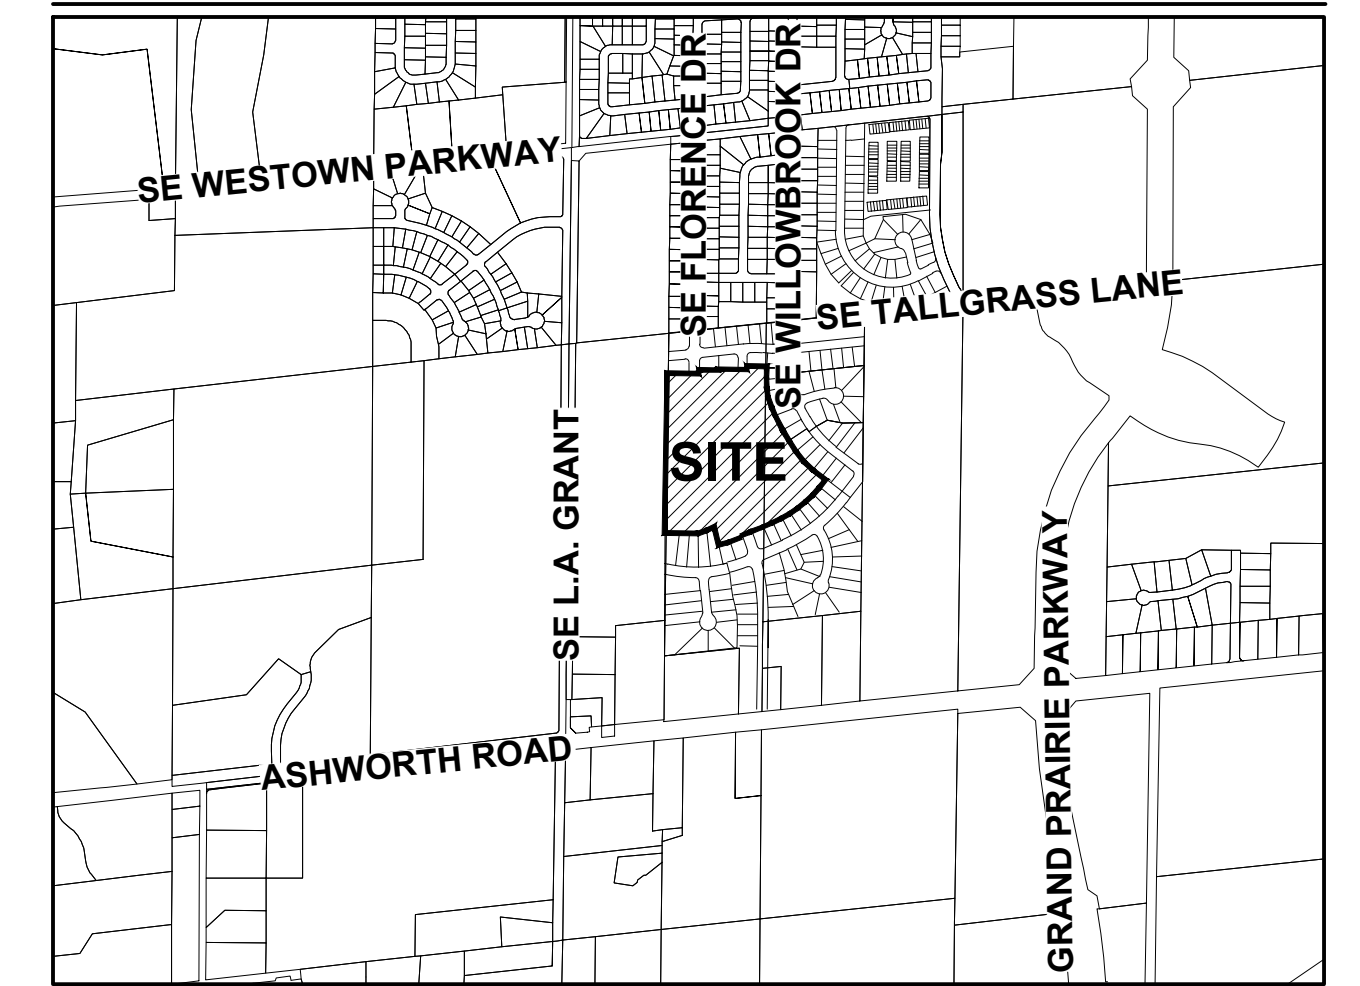 SE FLORENCE DR
SE WILLOWBROOK DR
SE WESTOWN PARKWAY
SE TALLGRASS LANE
SITE
SE L.A. GRANT
GRAND PRAIRIE PARKWAY
ASHWORTH ROAD